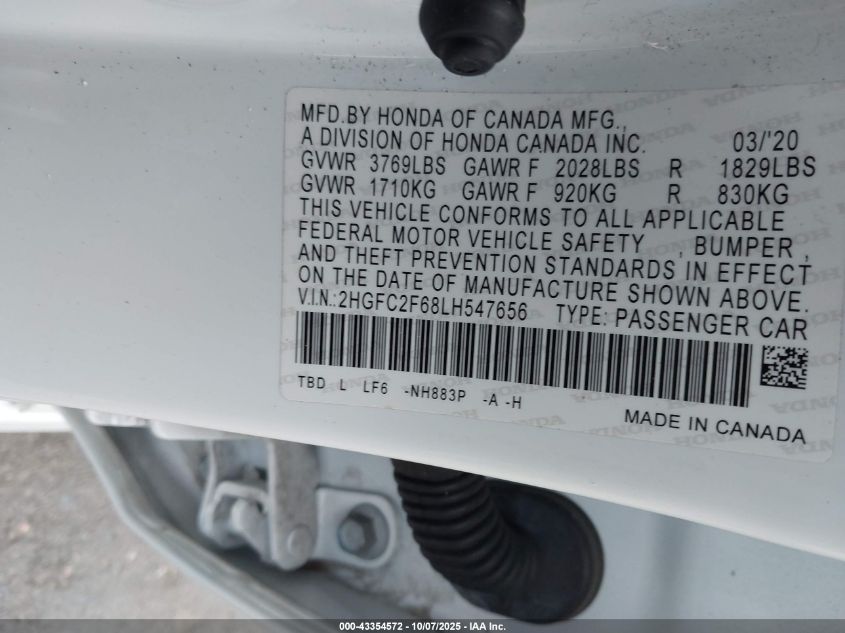 MFD.BY HONDA OF CANADA MFG.,
A DIVISION OF HONDA CANADA INC. 03/'20
GVWR 3769LBS GAWR F 2028LBS R 1829LBS
GVWR 1710KG GAWR F 920KG R 830KG
THIS VEHICLE CONFORMS TO ALL APPLICABLE
FEDERAL MOTOR VEHICLE SAFETY , BUMPER ,
AND THEFT PREVENTION STANDARDS IN EFFECT
ON THE DATE OF MANUFACTURE SHOWN ABOVE.
V.I.N.:2HGFC2F68LH547656 TYPE: PASSENGER CAR
TBD L LF6 -NH883P -A -H
MADE IN CANADA
000-43354572 - 10/07/2025 - IAA Inc.